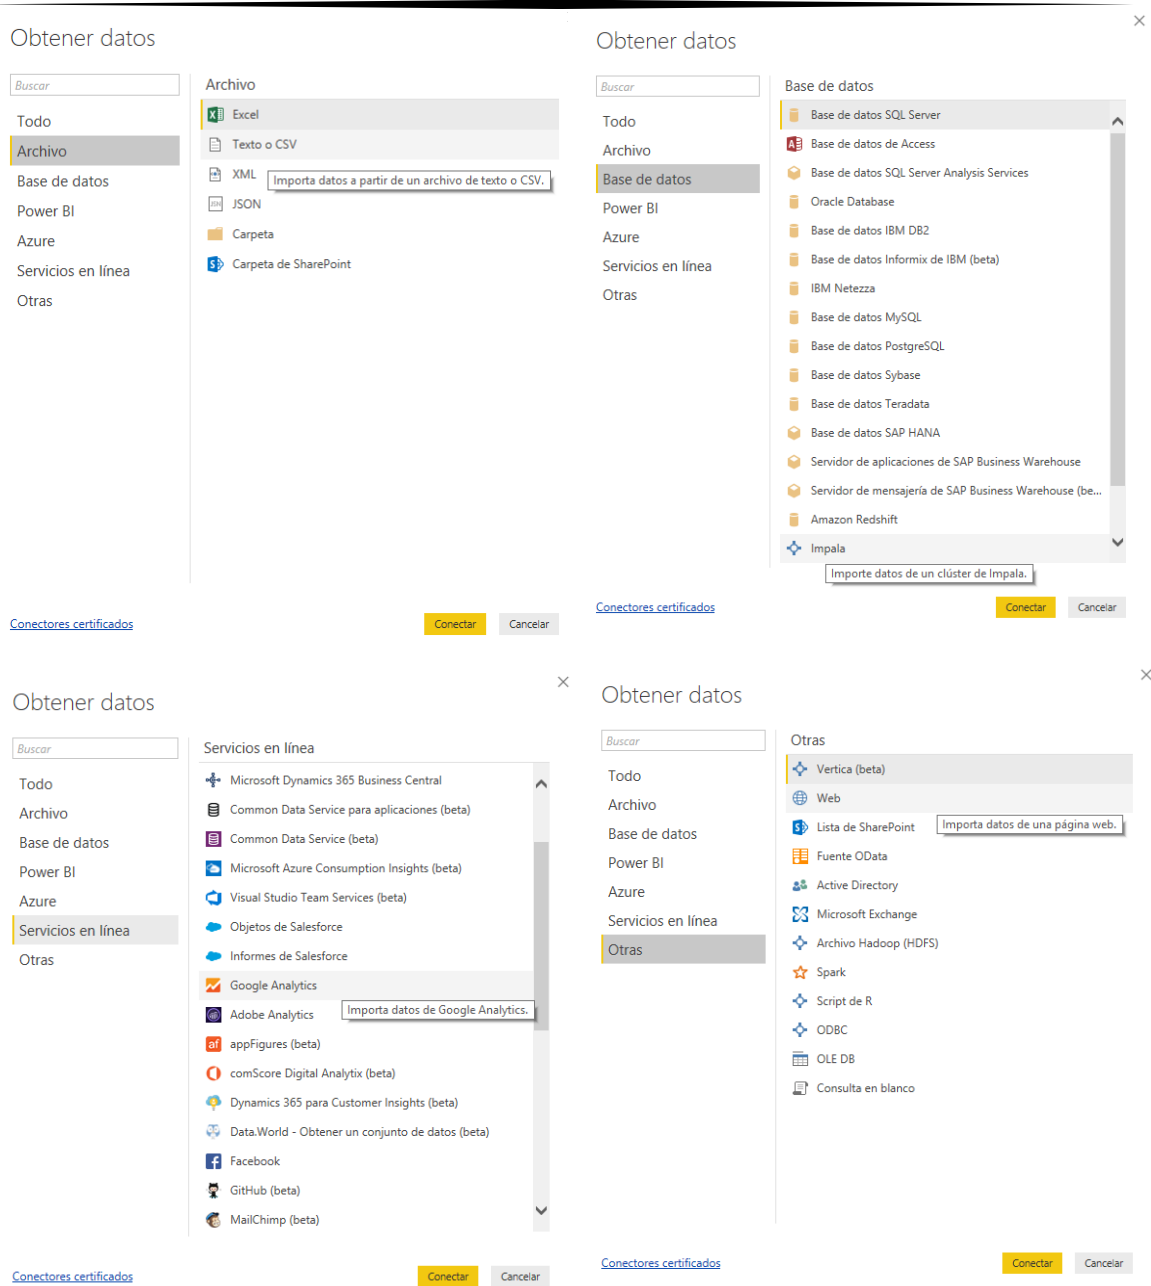 Obtener datos
Buscar
Todo
Archivo
Base de datos
Power BI
Azure
Servicios en línea
Otras
Archivo
Excel
Texto o CSV
XML
Importa datos a partir de un archivo de texto o CSV.
JSON
Carpeta
Carpeta de SharePoint
Conectores certificados
Conectar
Cancelar
Obtener datos
Buscar
Todo
Archivo
Base de datos
Power BI
Azure
Servicios en línea
Otras
Base de datos
Base de datos SQL Server
Base de datos de Access
Base de datos SQL Server Analysis Services
Oracle Database
Base de datos IBM DB2
Base de datos Informix de IBM (beta)
IBM Netezza
Base de datos MySQL
Base de datos PostgreSQL
Base de datos Sybase
Base de datos Teradata
Base de datos SAP HANA
Servidor de aplicaciones de SAP Business Warehouse
Servidor de mensajería de SAP Business Warehouse (be...
Amazon Redshift
Impala
Importe datos de un clúster de Impala.
Conectores certificados
Conectar
Cancelar
Obtener datos
Buscar
Todo
Archivo
Base de datos
Power BI
Azure
Servicios en línea
Otras
Servicios en línea
Microsoft Dynamics 365 Business Central
Common Data Service para aplicaciones (beta)
Common Data Service (beta)
Microsoft Azure Consumption Insights (beta)
Visual Studio Team Services (beta)
Objetos de Salesforce
Informes de Salesforce
Google Analytics
Importa datos de Google Analytics.
Adobe Analytics
appFigures (beta)
comScore Digital Analytix (beta)
Dynamics 365 para Customer Insights (beta)
Data.World - Obtener un conjunto de datos (beta)
Facebook
GitHub (beta)
MailChimp (beta)
Conectores certificados
Conectar
Cancelar
Obtener datos
Buscar
Todo
Archivo
Base de datos
Power BI
Azure
Servicios en línea
Otras
Otras
Vertica (beta)
Web
Importa datos de una página web.
Lista de SharePoint
Fuente OData
Active Directory
Microsoft Exchange
Archivo Hadoop (HDFS)
Spark
Script de R
ODBC
OLE DB
Consulta en blanco
Conectores certificados
Conectar
Cancelar